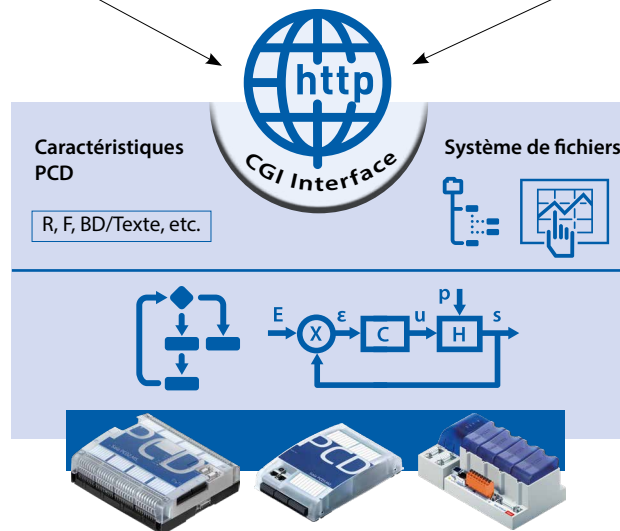 http
CGI Interface
Caractéristiques
PCD
R, F, BD/Texte, etc.
Système de fichiers
E
X
ε
C
u
p
H
s
PCD
PCD